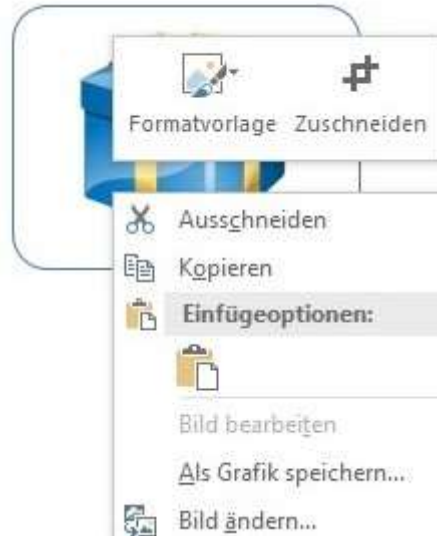 Formatvorlage Zuschneiden
Ausschneiden
Kopieren
Einfügeoptionen:
Bild bearbeiten
Als Grafik speichern...
Bild ändern...